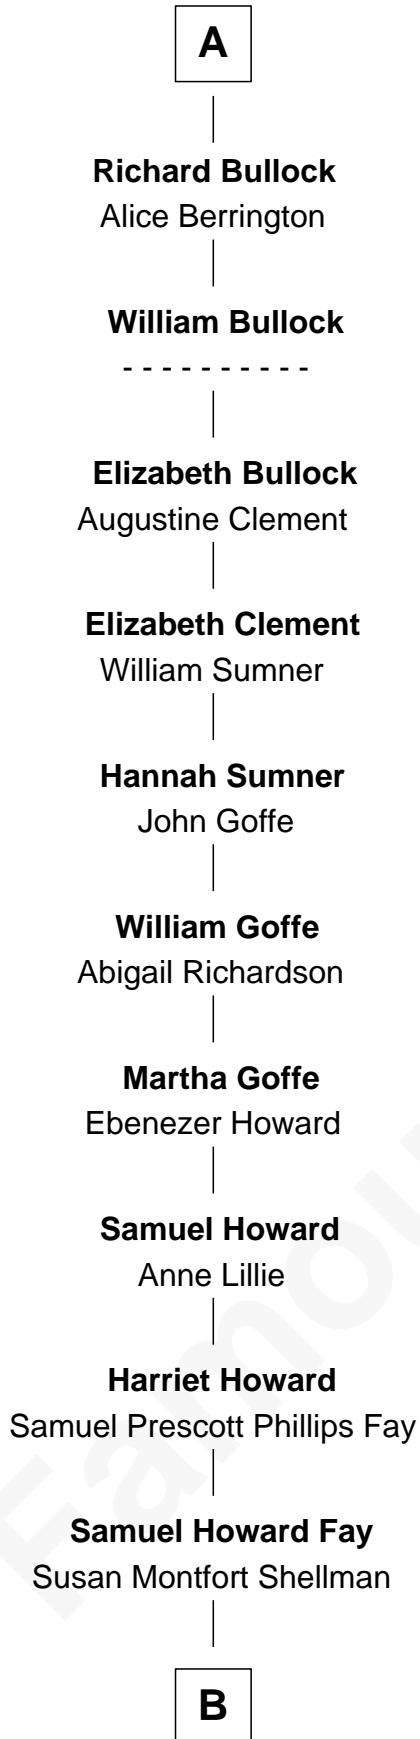 A
Richard Bullock
Alice Berrington
William Bullock
- - - - - - - - - -
Elizabeth Bullock
Augustine Clement
Elizabeth Clement
William Sumner
Hannah Sumner
John Goffe
William Goffe
Abigail Richardson
Martha Goffe
Ebenezer Howard
Samuel Howard
Anne Lillie
Harriet Howard
Samuel Prescott Phillips Fay
Samuel Howard Fay
Susan Montfort Shellman
B
Famou